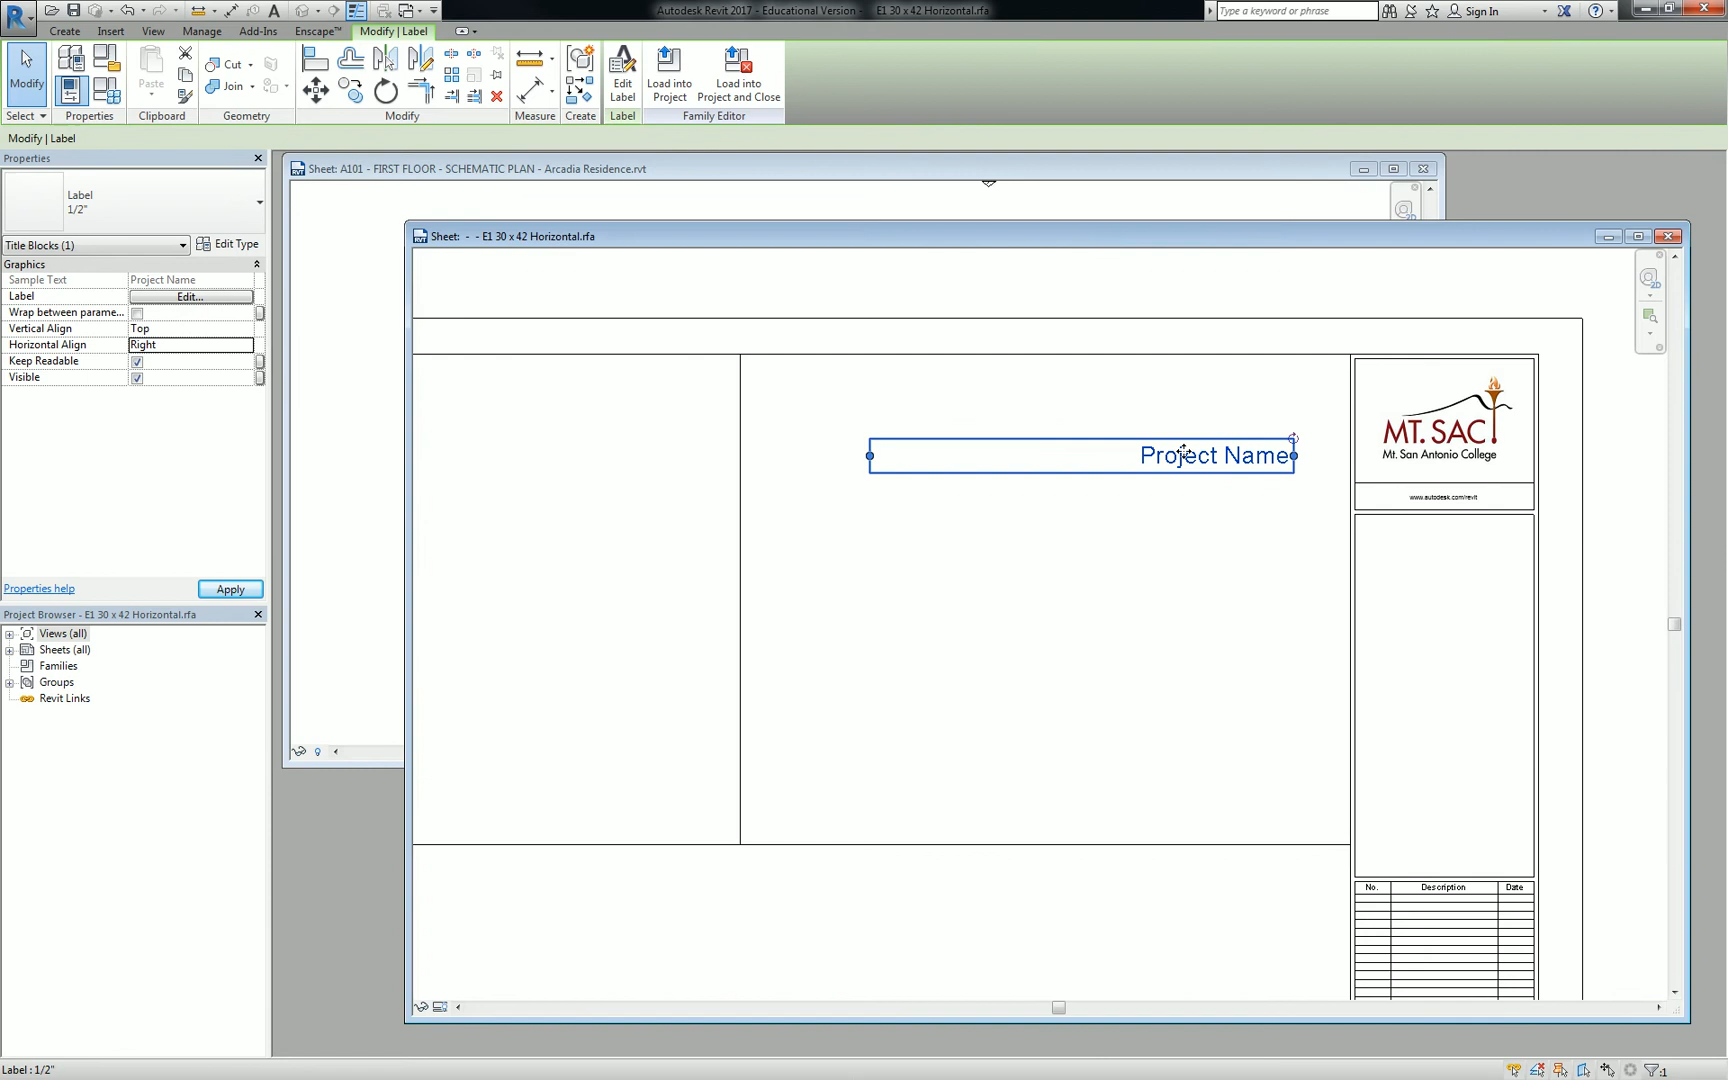 Autodesk Revit 2017 - Educational Version - E1 30 x 42 Horizontal.rfa
Type a keyword or phrase
Sign In
Create Insert View Manage Add-Ins Enscape™ Modify | Label
Modify
Paste
Cut
Join
Edit Label
Load into Project
Load into Project and Close
Select Properties Clipboard Geometry Modify Measure Create Label Family Editor
Modify | Label
Properties
Label
1/2"
Title Blocks (1)
Edit Type
Graphics
Sample Text Project Name
Label Edit...
Wrap between parame...
Vertical Align Top
Horizontal Align Right
Keep Readable
Visible
Properties help
Apply
Project Browser - E1 30 x 42 Horizontal.rfa
Views (all)
Sheets (all)
Families
Groups
Revit Links
Sheet: A101 - FIRST FLOOR - SCHEMATIC PLAN - Arcadia Residence.rvt
Sheet: - - E1 30 x 42 Horizontal.rfa
2D
2D
Project Name
MT. SAC
Mt. San Antonio College
www.autodesk.com/revit
No. Description Date
Label : 1/2"
:1